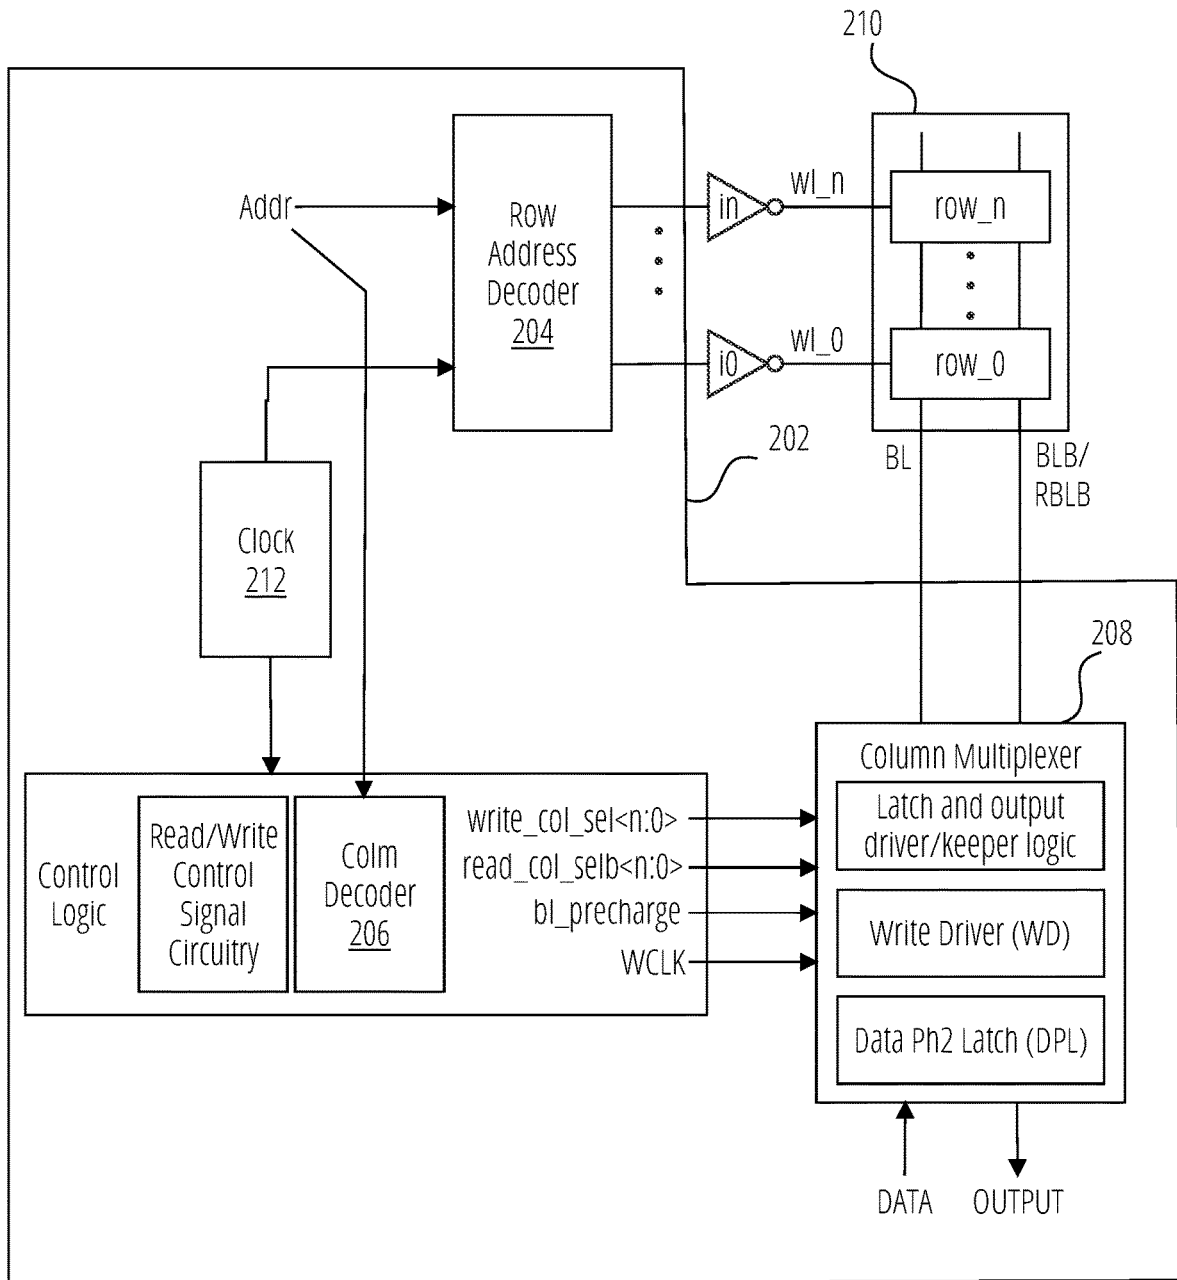 210
Addr
Row
Address
Decoder
204
in
wl_n
row_n
i0
wl_0
row_0
202
BL
BLB/
RBLB
Clock
212
208
Control
Logic
Read/Write
Control
Signal
Circuitry
Colm
Decoder
206
write_col_sel<n:0>
read_col_selb<n:0>
bl_precharge
WCLK
Column Multiplexer
Latch and output
driver/keeper logic
Write Driver (WD)
Data Ph2 Latch (DPL)
DATA
OUTPUT